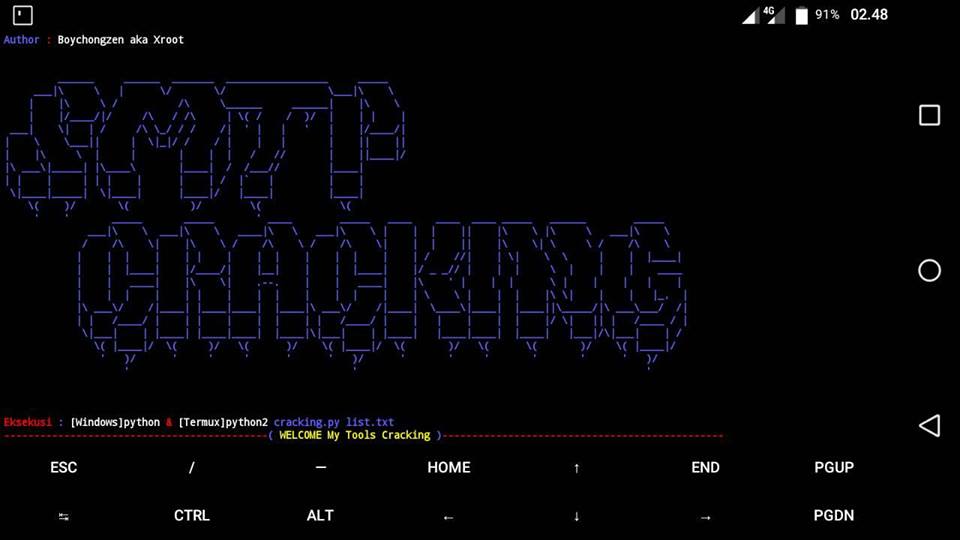 4G 91% 02.48
Author : Boychongzen aka Xroot
SMTP
CRACKING
Eksekusi : [Windows]python & [Termux]python2 cracking.py list.txt
( WELCOME My Tools Cracking )
ESC / — HOME ↑ END PGUP
↹ CTRL ALT ← ↓ → PGDN